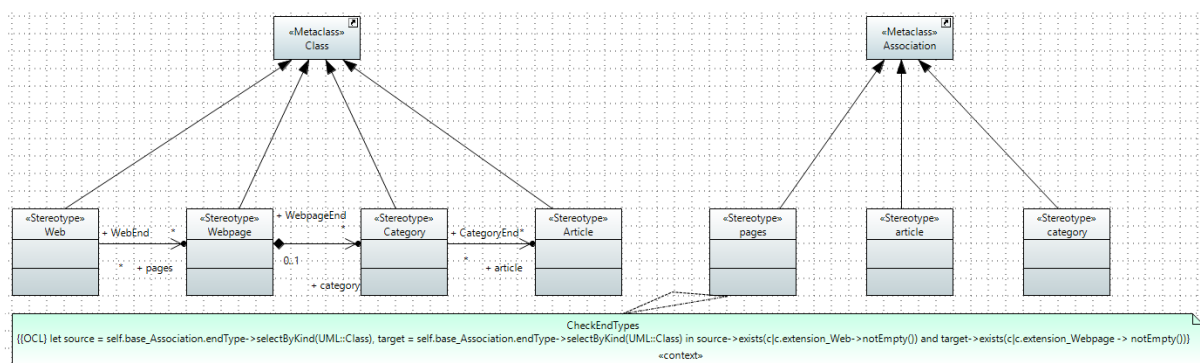 «Metaclass»
Class
«Metaclass»
Association
«Stereotype»
Web
+ WebEnd
*
*
+ pages
«Stereotype»
Webpage
+ WebpageEnd
*
0..1
+ category
«Stereotype»
Category
+ CategoryEnd*
*
+ article
«Stereotype»
Article
«Stereotype»
pages
«Stereotype»
article
«Stereotype»
category
CheckEndTypes
{{OCL} let source = self.base_Association.endType->selectByKind(UML::Class), target = self.base_Association.endType->selectByKind(UML::Class) in source->exists(c|c.extension_Web->notEmpty()) and target->exists(c|c.extension_Webpage -> notEmpty())}
«context»